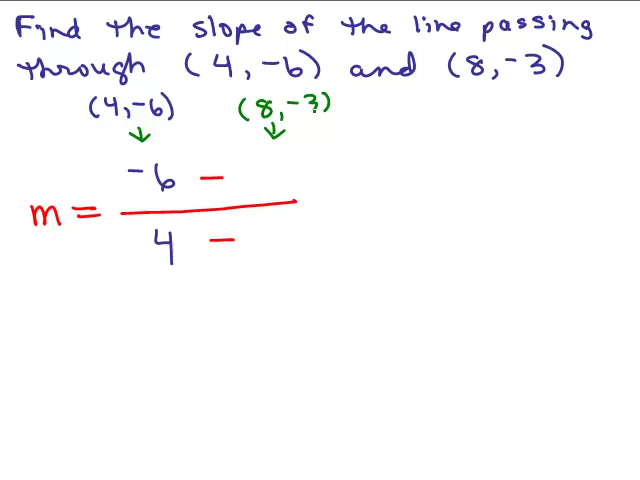 Find the slope of the line passing
through (4,-6) and (8,-3)
(4,-6) (8,-3)
↓ ↓
-6 -
m =
4 -